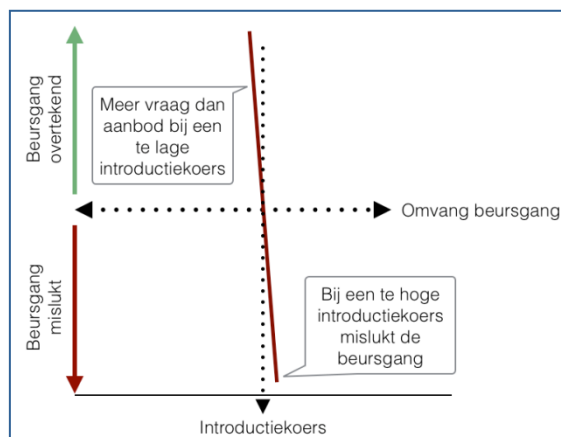 Beursgang
overtekend
Meer vraag dan
aanbod bij een
te lage
introductiekoers
Omvang beursgang
Beursgang
mislukt
Bij een te hoge
introductiekoers
mislukt de
beursgang
Introductiekoers